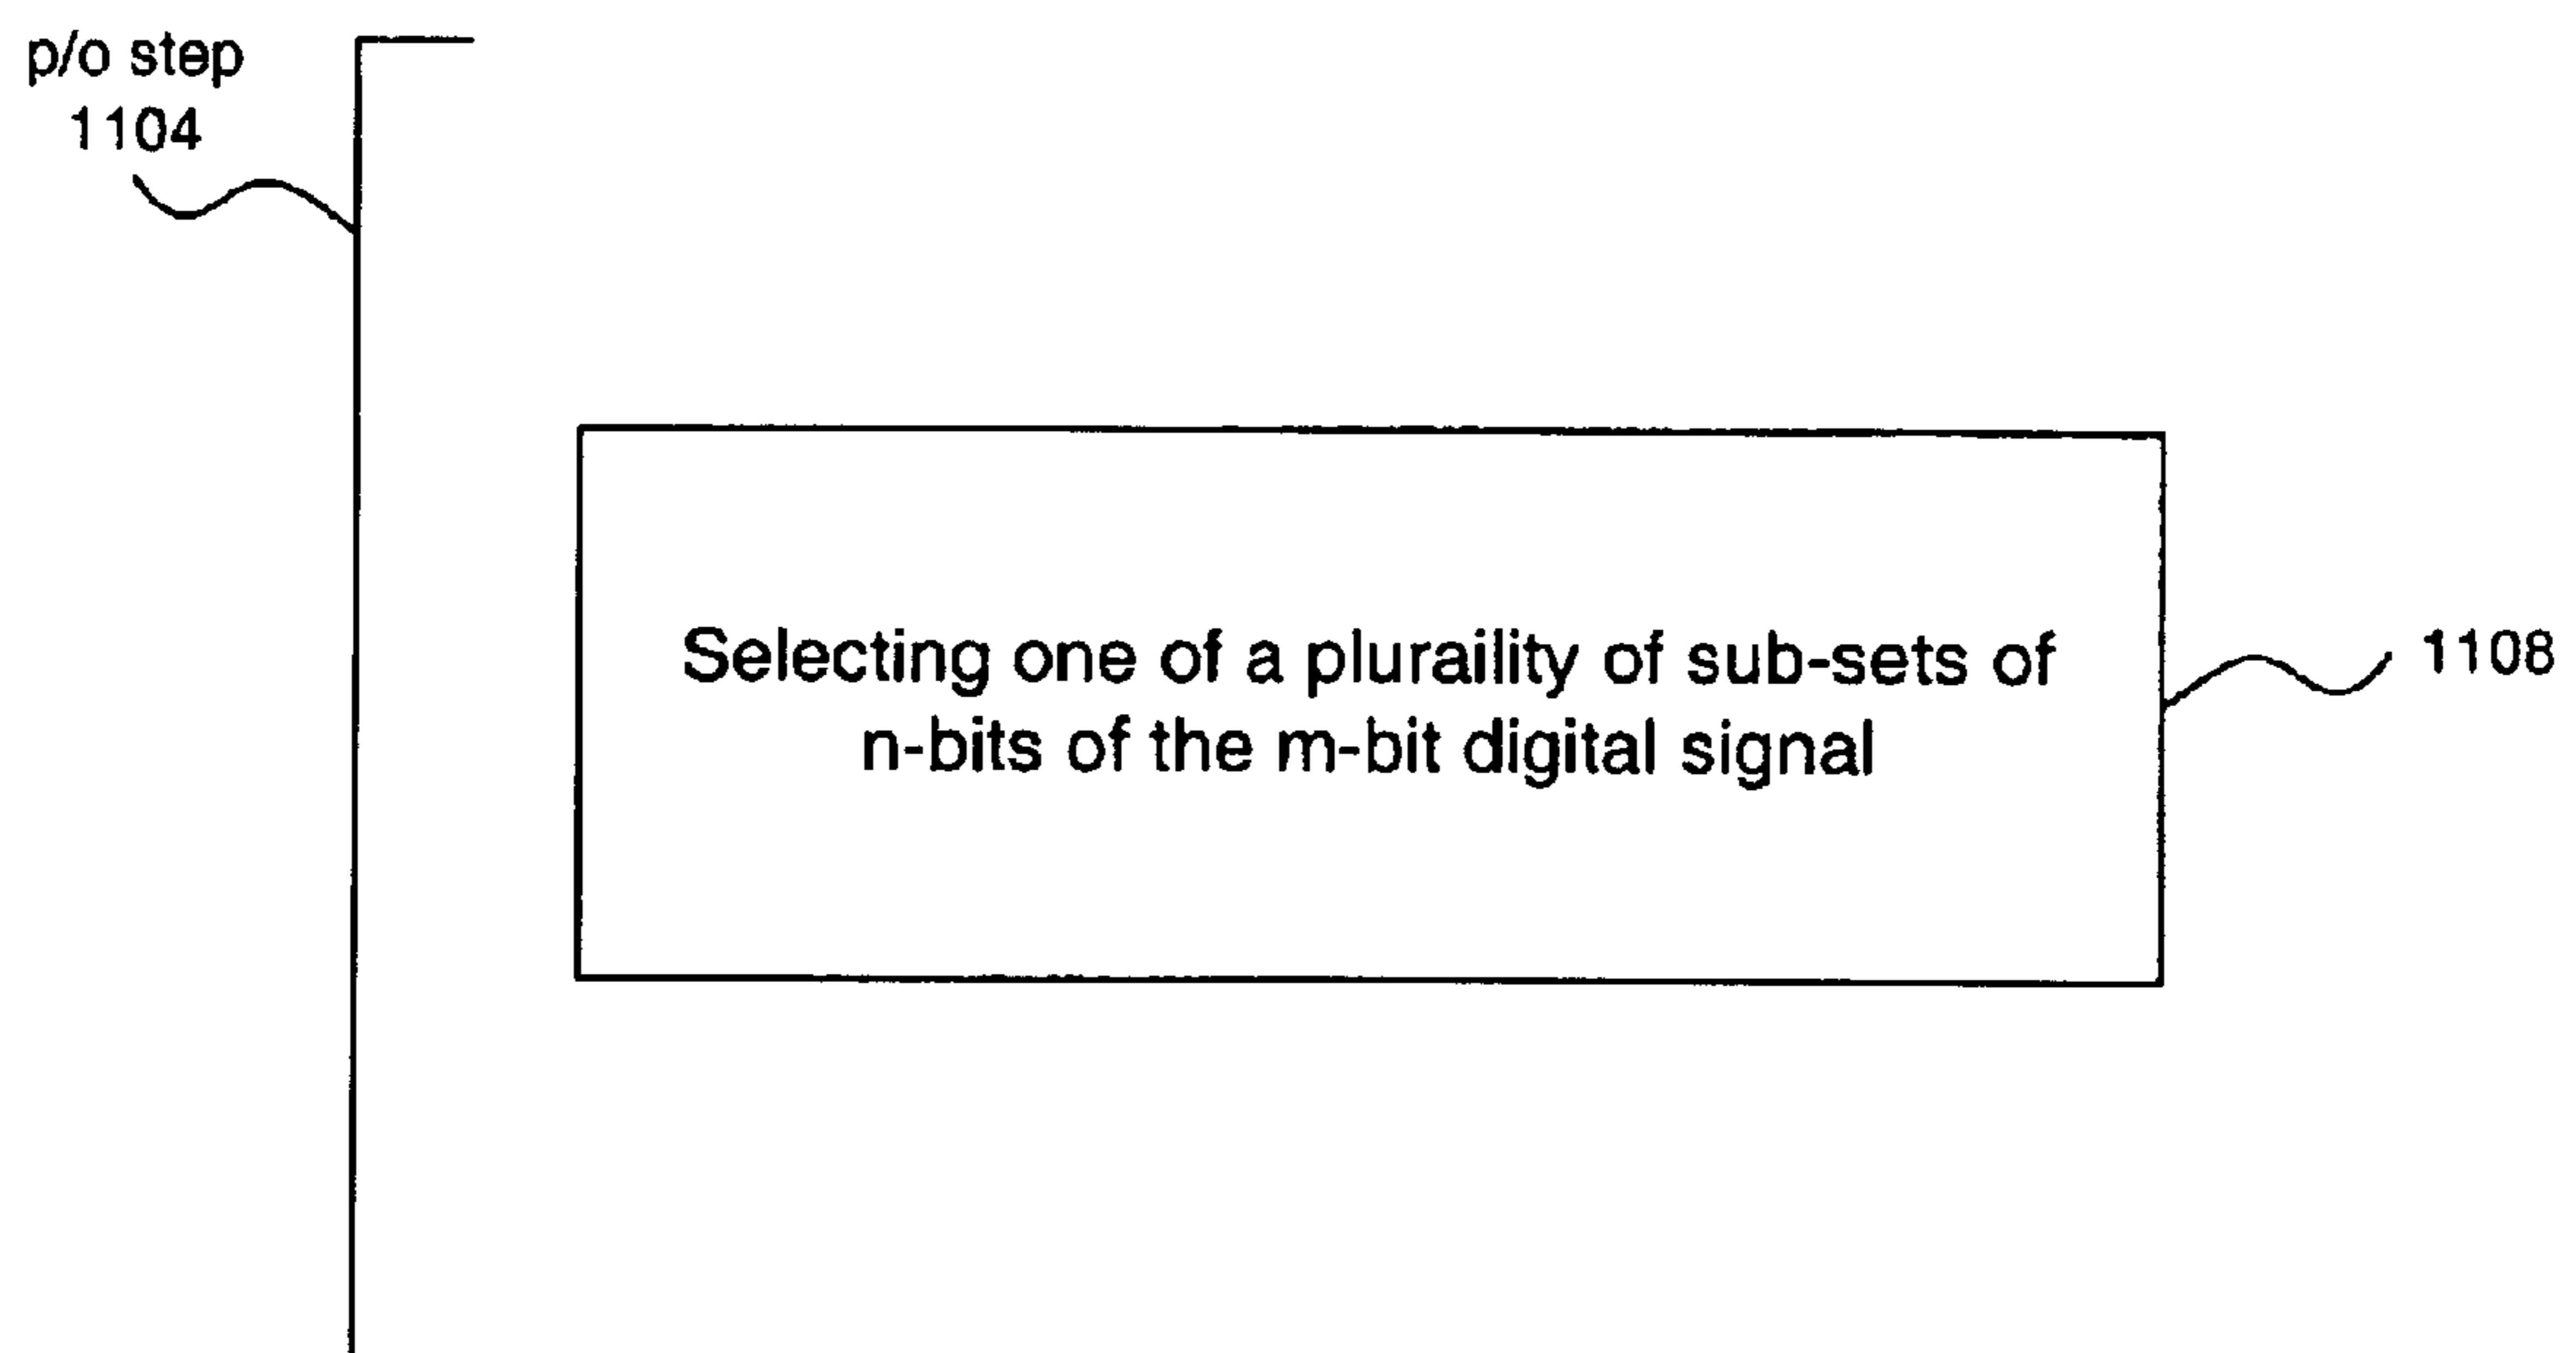 p/o step
1104
Selecting one of a pluraility of sub-sets of
n-bits of the m-bit digital signal
1108